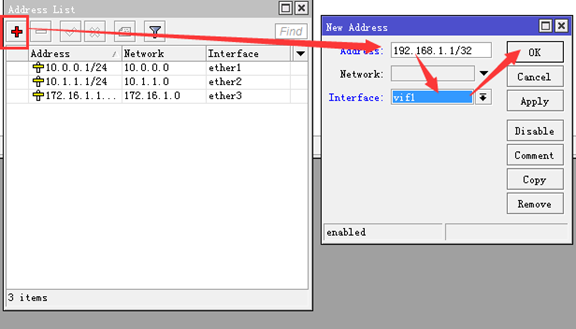 Address List
Find
Address / Network Interface
10.0.0.1/24 10.0.0.0 ether1
10.1.1.1/24 10.1.1.0 ether2
172.16.1.1... 172.16.1.0 ether3
3 items
New Address
Address: 192.168.1.1/32
Network:
Interface: vif1
OK
Cancel
Apply
Disable
Comment
Copy
Remove
enabled